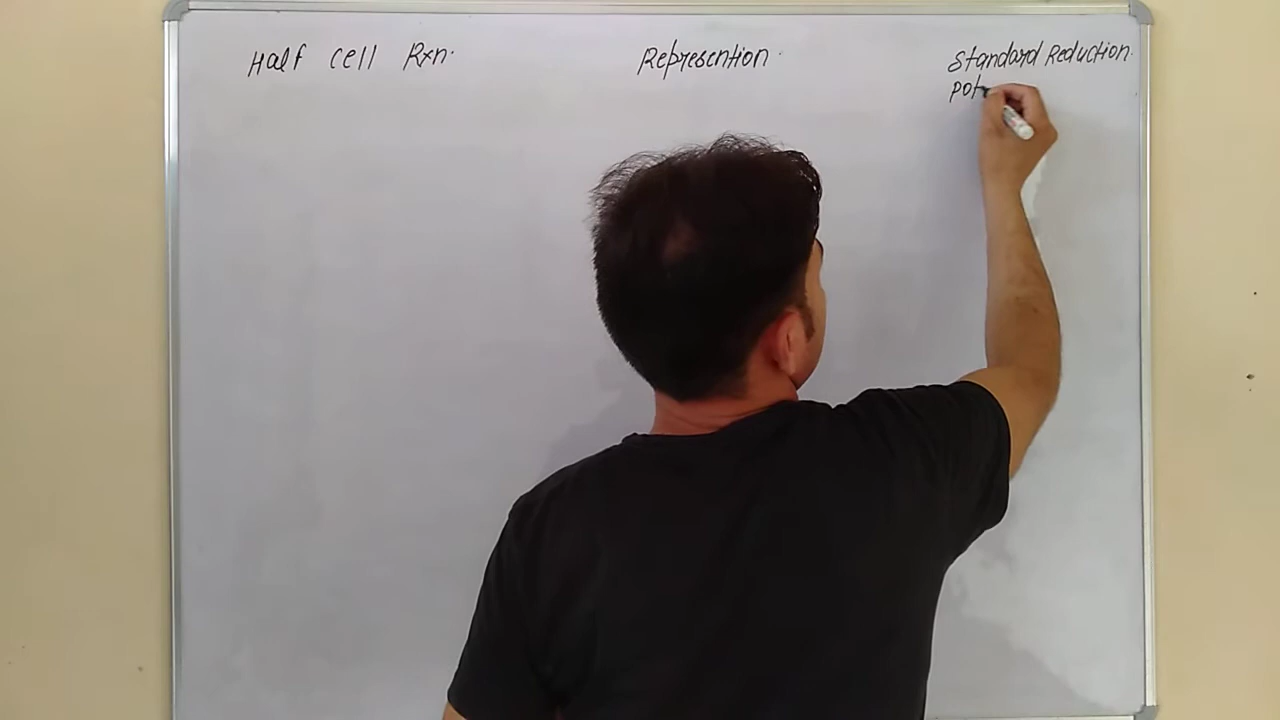 Half cell Rxn.
Represention.
Standard Reduction.
pot